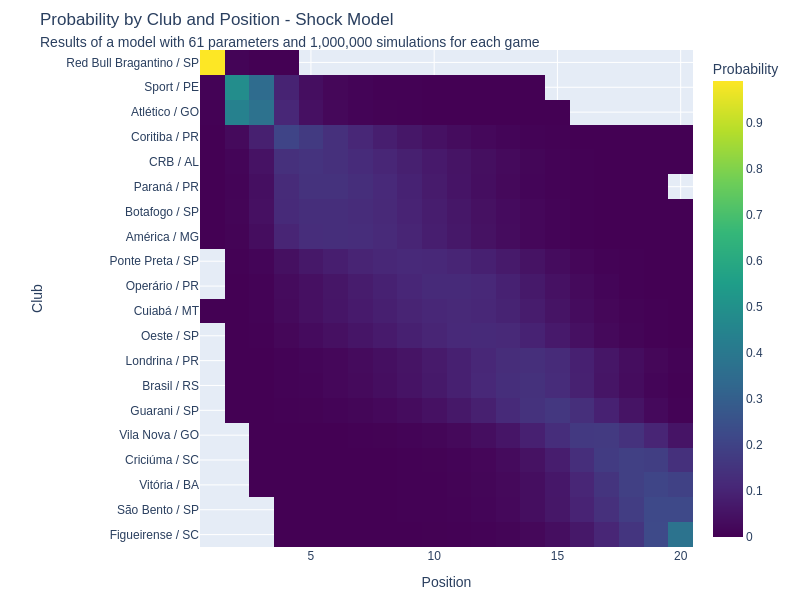 Probability by Club and Position - Shock Model
Results of a model with 61 parameters and 1,000,000 simulations for each game
Red Bull Bragantino / SP
Sport / PE
Atlético / GO
Coritiba / PR
CRB / AL
Paraná / PR
Botafogo / SP
América / MG
Ponte Preta / SP
Operário / PR
Cuiabá / MT
Oeste / SP
Londrina / PR
Brasil / RS
Guarani / SP
Vila Nova / GO
Criciúma / SC
Vitória / BA
São Bento / SP
Figueirense / SC
Club
5
10
15
20
Position
Probability
0.9
0.8
0.7
0.6
0.5
0.4
0.3
0.2
0.1
0